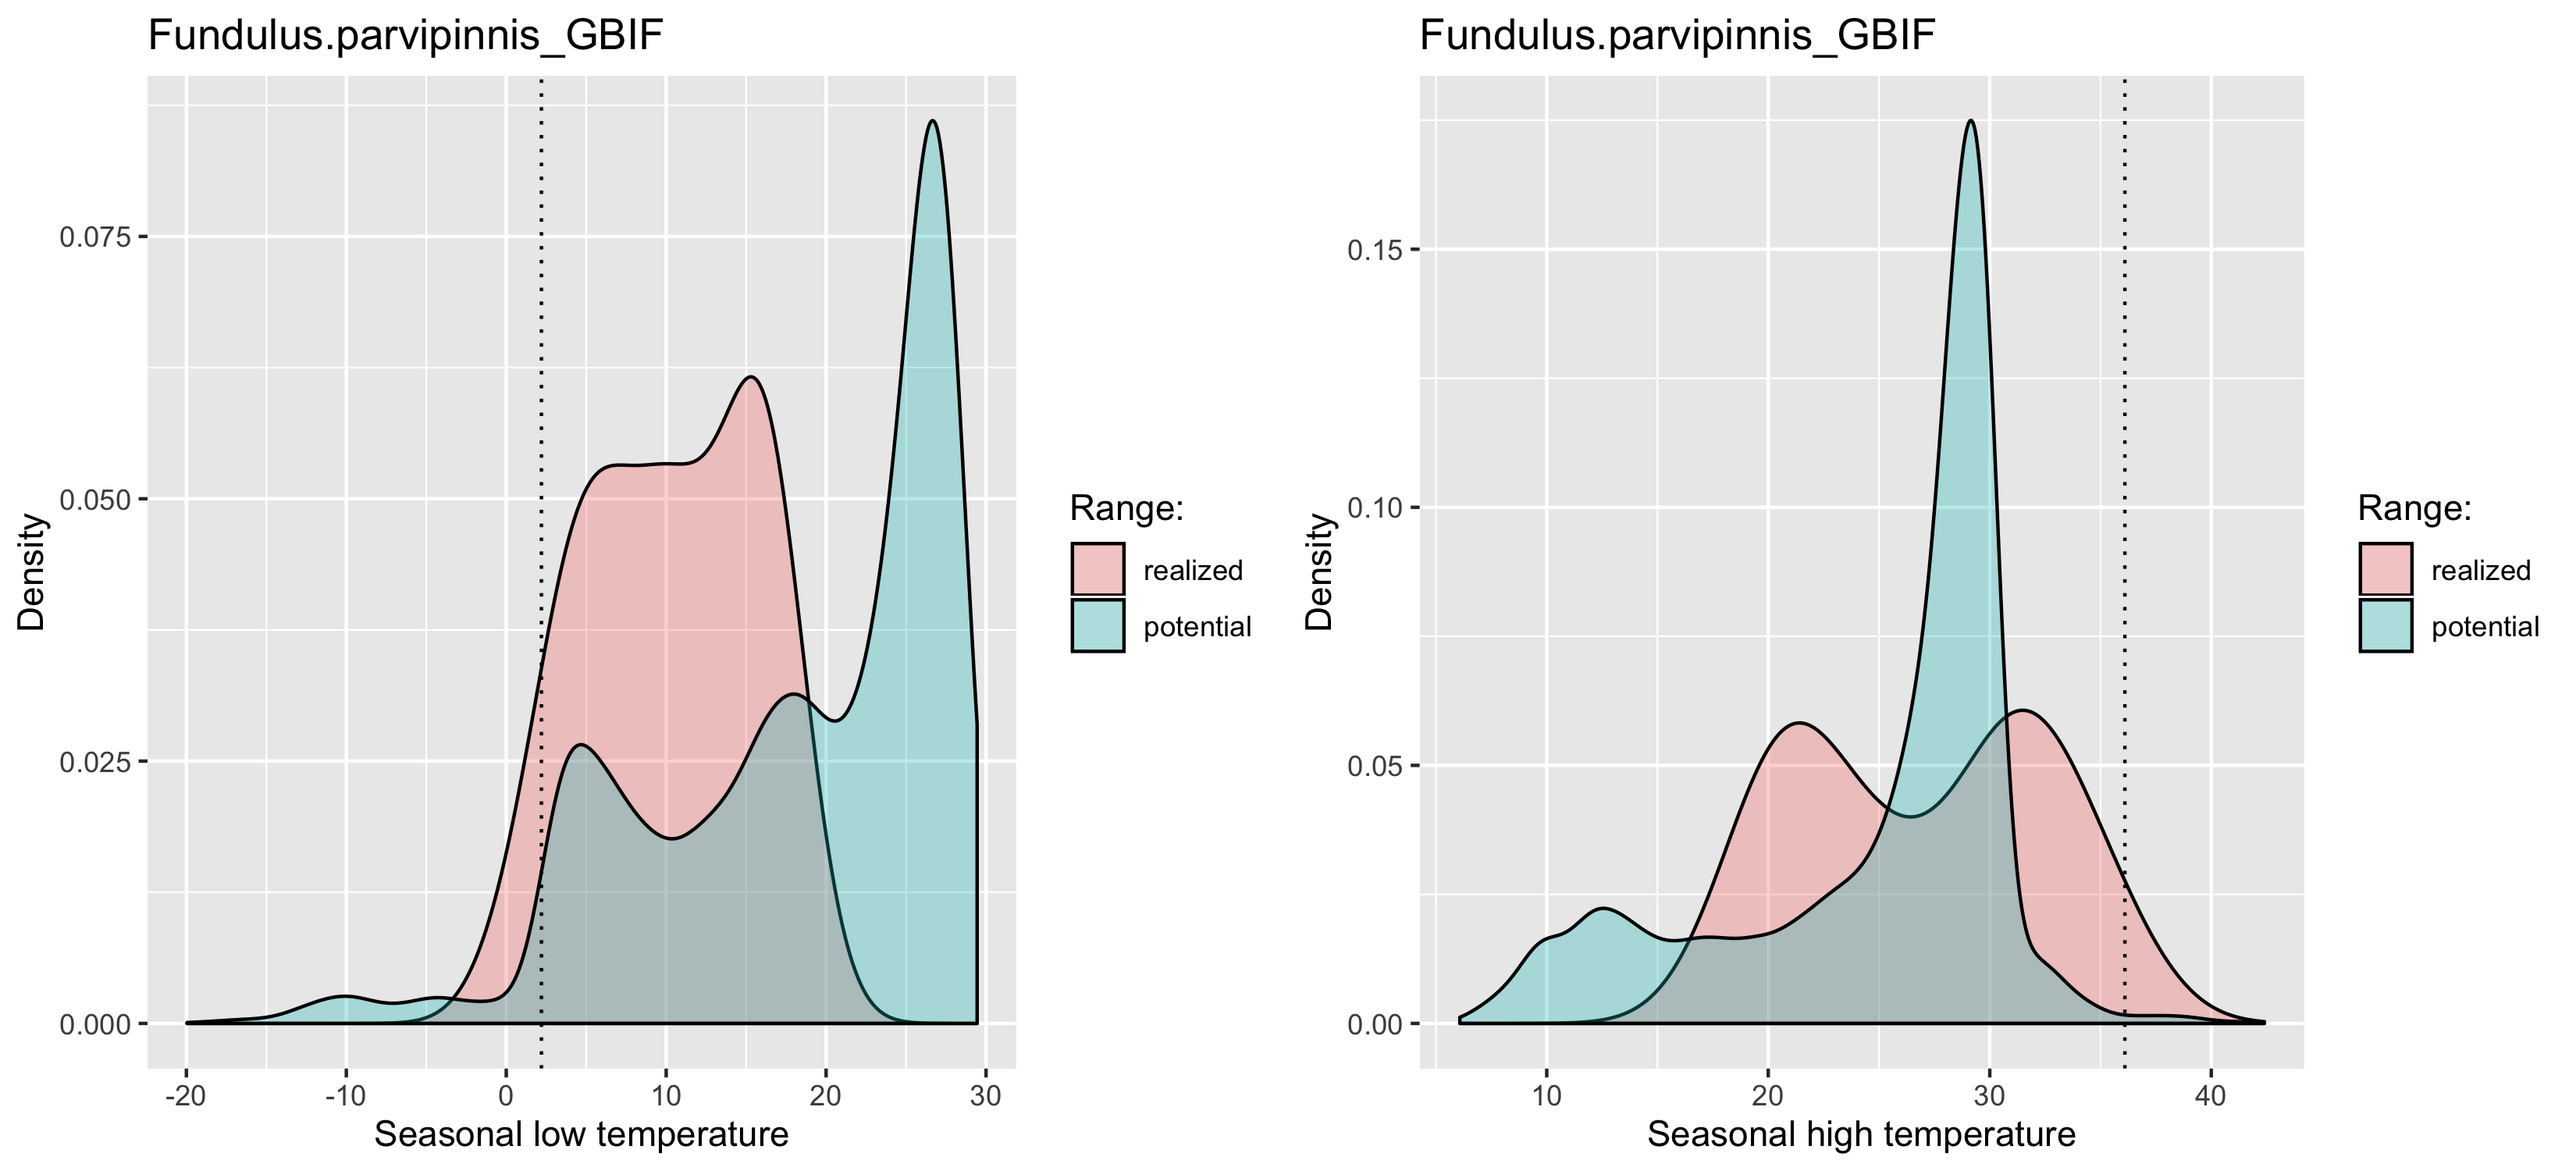 Fundulus.parvipinnis_GBIF
Density
0.075
0.050
0.025
0.000
-20 -10 0 10 20 30
Seasonal low temperature
Range:
realized
potential
Fundulus.parvipinnis_GBIF
Density
0.15
0.10
0.05
0.00
10 20 30 40
Seasonal high temperature
Range:
realized
potential